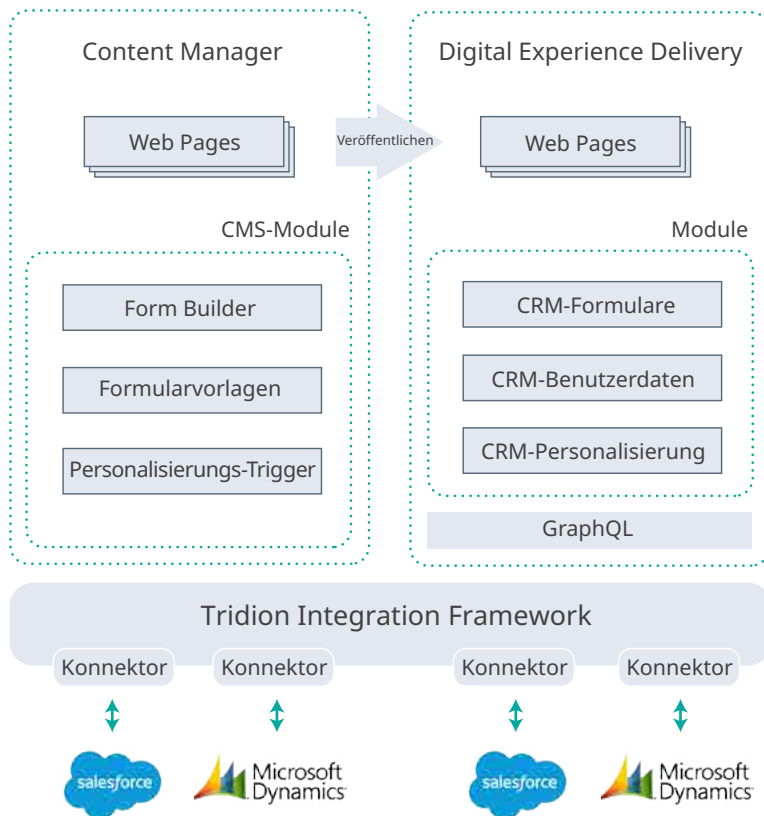 Content Manager
Web Pages
Veröffentlichen
CMS-Module
Form Builder
Formularvorlagen
Personalisierungs-Trigger
Digital Experience Delivery
Web Pages
Module
CRM-Formulare
CRM-Benutzerdaten
CRM-Personalisierung
GraphQL
Tridion Integration Framework
Konnektor
Konnektor
Konnektor
Konnektor
salesforce
Microsoft
Dynamics
salesforce
Microsoft
Dynamics